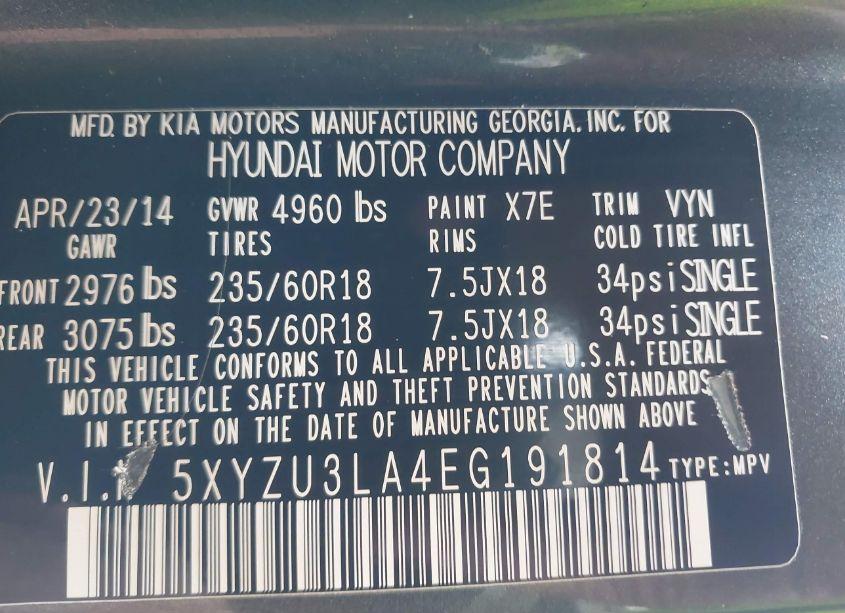 MFD. BY KIA MOTORS MANUFACTURING GEORGIA. INC. FOR
HYUNDAI MOTOR COMPANY
APR/23/14 GVWR 4960 lbs PAINT X7E TRIM VYN
GAWR TIRES RIMS COLD TIRE INFL
FRONT 2976 lbs 235/60R18 7.5JX18 34psi SINGLE
REAR 3075 lbs 235/60R18 7.5JX18 34psi SINGLE
THIS VEHICLE CONFORMS TO ALL APPLICABLE U.S.A. FEDERAL
MOTOR VEHICLE SAFETY AND THEFT PREVENTION STANDARDS
IN EFFECT ON THE DATE OF MANUFACTURE SHOWN ABOVE
V.I.N 5XYZU3LA4EG191814 TYPE:MPV